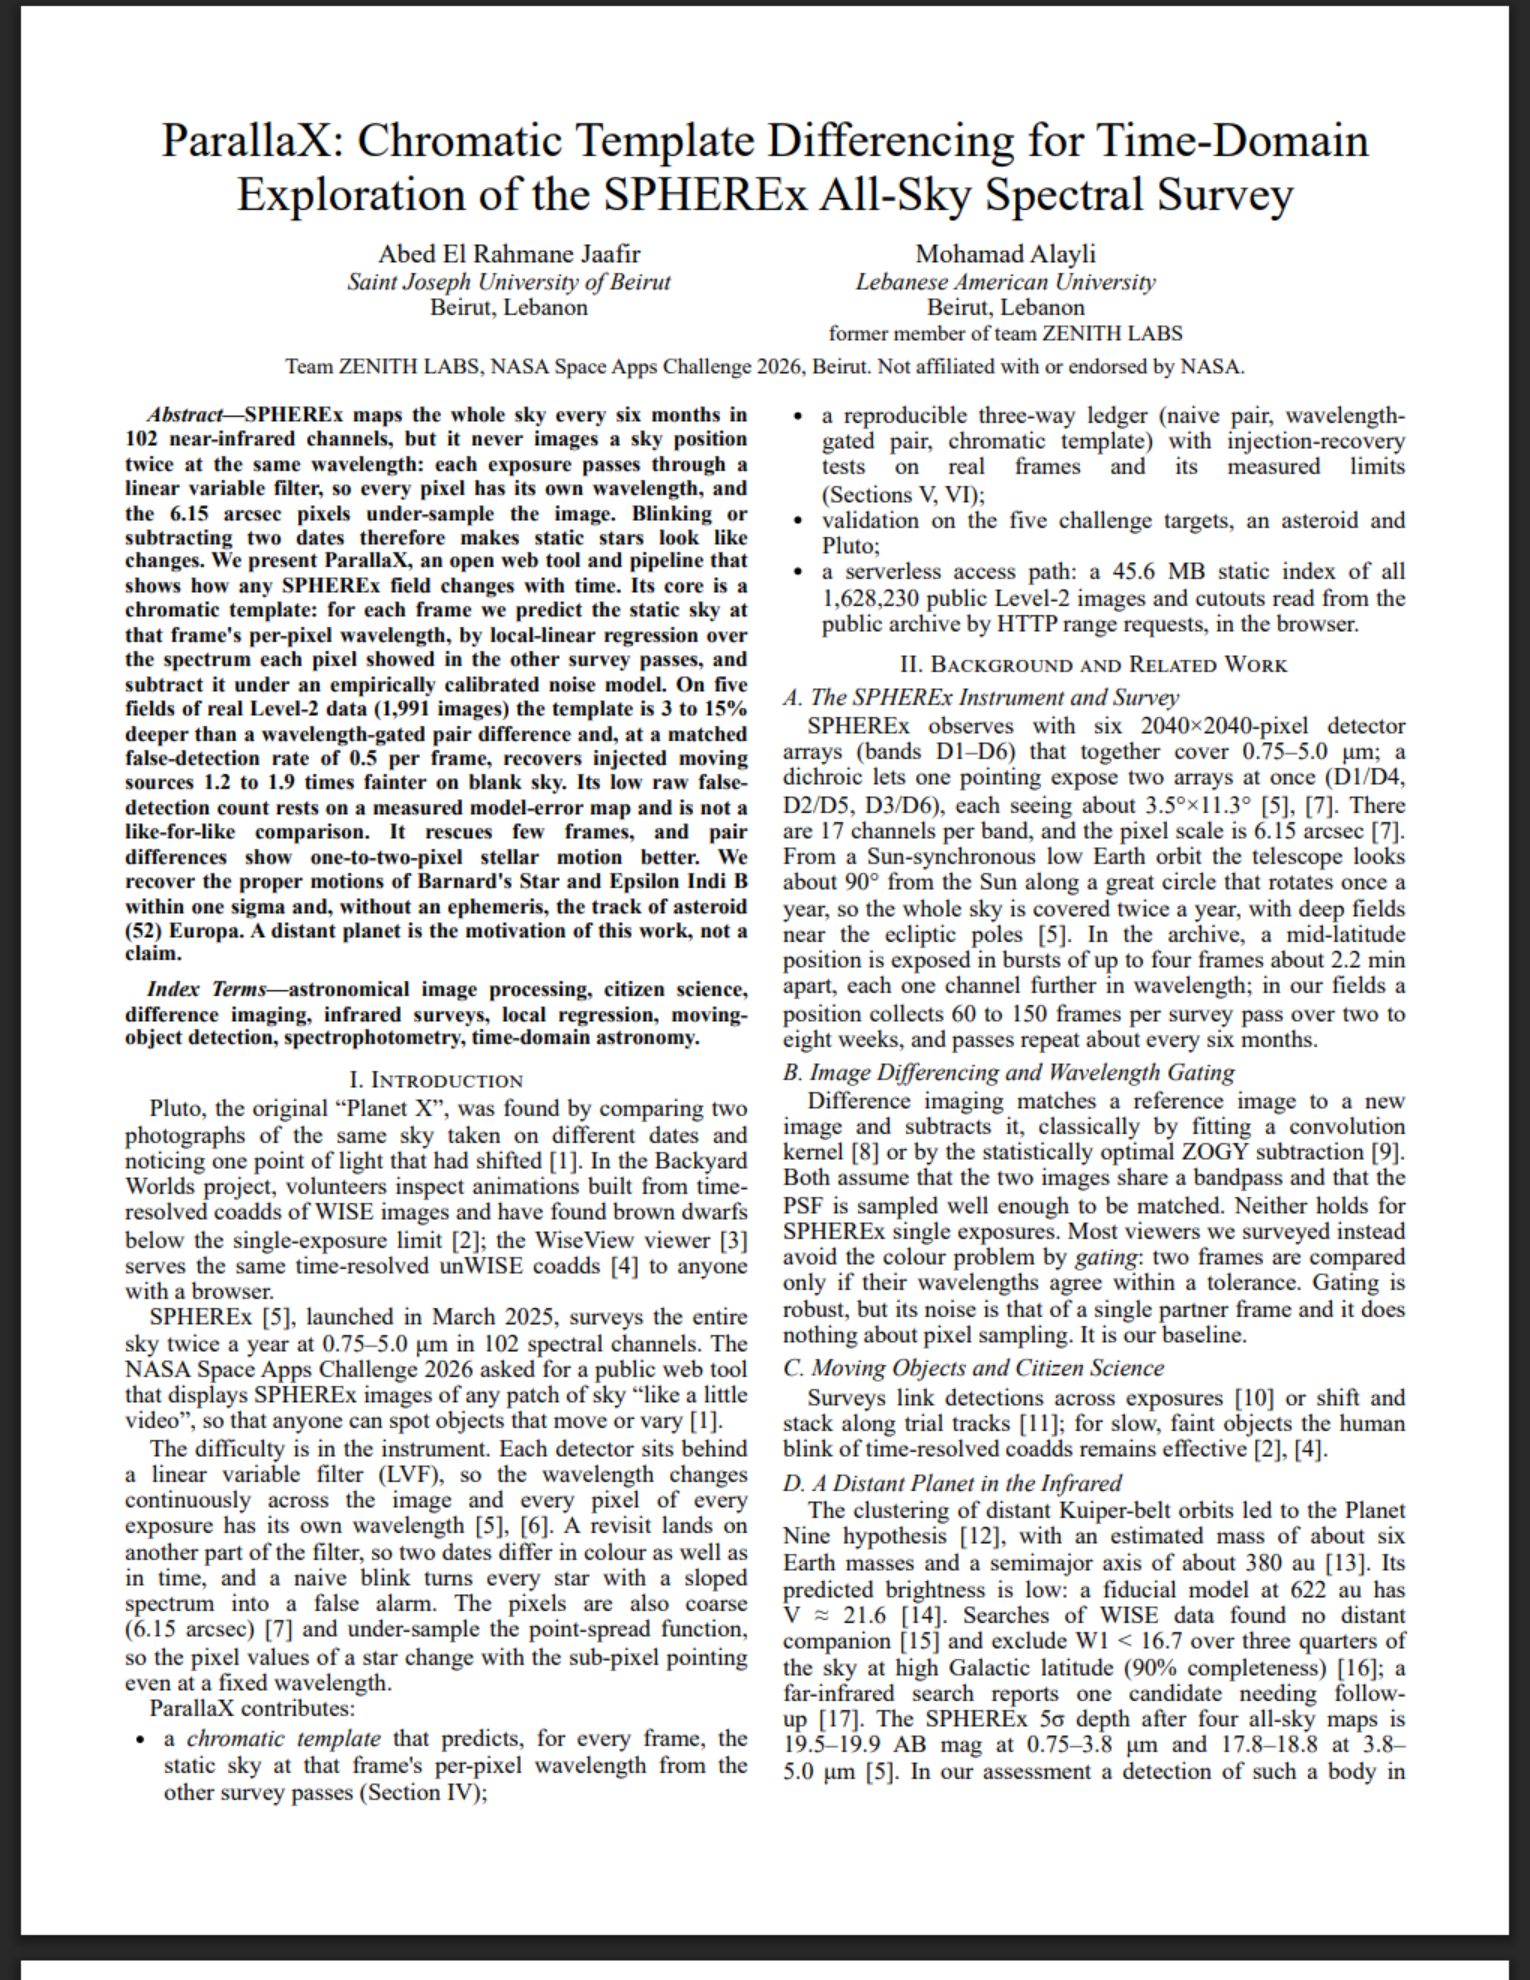 ParallaX: Chromatic Template Differencing for Time-Domain
Exploration of the SPHEREx All-Sky Spectral Survey
Abed El Rahmane Jaafir
Saint Joseph University of Beirut
Beirut, Lebanon
Mohamad Alayli
Lebanese American University
Beirut, Lebanon
former member of team ZENITH LABS
Team ZENITH LABS, NASA Space Apps Challenge 2026, Beirut. Not affiliated with or endorsed by NASA.
Abstract—SPHEREx maps the whole sky every six months in
102 near-infrared channels, but it never images a sky position
twice at the same wavelength: each exposure passes through a
linear variable filter, so every pixel has its own wavelength, and
the 6.15 arcsec pixels under-sample the image. Blinking or
subtracting two dates therefore makes static stars look like
changes. We present ParallaX, an open web tool and pipeline that
shows how any SPHEREx field changes with time. Its core is a
chromatic template: for each frame we predict the static sky at
that frame's per-pixel wavelength, by local-linear regression over
the spectrum each pixel showed in the other survey passes, and
subtract it under an empirically calibrated noise model. On five
fields of real Level-2 data (1,991 images) the template is 3 to 15%
deeper than a wavelength-gated pair difference and, at a matched
false-detection rate of 0.5 per frame, recovers injected moving
sources 1.2 to 1.9 times fainter on blank sky. Its low raw false-
detection count rests on a measured model-error map and is not a
like-for-like comparison. It rescues few frames, and pair
differences show one-to-two-pixel stellar motion better. We
recover the proper motions of Barnard's Star and Epsilon Indi B
within one sigma and, without an ephemeris, the track of asteroid
(52) Europa. A distant planet is the motivation of this work, not a
claim.
Index Terms—astronomical image processing, citizen science,
difference imaging, infrared surveys, local regression, moving-
object detection, spectrophotometry, time-domain astronomy.
I. INTRODUCTION
Pluto, the original “Planet X”, was found by comparing two
photographs of the same sky taken on different dates and
noticing one point of light that had shifted [1]. In the Backyard
Worlds project, volunteers inspect animations built from time-
resolved coadds of WISE images and have found brown dwarfs
below the single-exposure limit [2]; the WiseView viewer [3]
serves the same time-resolved unWISE coadds [4] to anyone
with a browser.
SPHEREx [5], launched in March 2025, surveys the entire
sky twice a year at 0.75–5.0 μm in 102 spectral channels. The
NASA Space Apps Challenge 2026 asked for a public web tool
that displays SPHEREx images of any patch of sky “like a little
video”, so that anyone can spot objects that move or vary [1].
The difficulty is in the instrument. Each detector sits behind
a linear variable filter (LVF), so the wavelength changes
continuously across the image and every pixel of every
exposure has its own wavelength [5], [6]. A revisit lands on
another part of the filter, so two dates differ in colour as well as
in time, and a naive blink turns every star with a sloped
spectrum into a false alarm. The pixels are also coarse
(6.15 arcsec) [7] and under-sample the point-spread function,
so the pixel values of a star change with the sub-pixel pointing
even at a fixed wavelength.
ParallaX contributes:
• a chromatic template that predicts, for every frame, the
static sky at that frame's per-pixel wavelength from the
other survey passes (Section IV);
• a reproducible three-way ledger (naive pair, wavelength-
gated pair, chromatic template) with injection-recovery
tests on real frames and its measured limits
(Sections V, VI);
• validation on the five challenge targets, an asteroid and
Pluto;
• a serverless access path: a 45.6 MB static index of all
1,628,230 public Level-2 images and cutouts read from the
public archive by HTTP range requests, in the browser.
II. BACKGROUND AND RELATED WORK
A. The SPHEREx Instrument and Survey
SPHEREx observes with six 2040×2040-pixel detector
arrays (bands D1–D6) that together cover 0.75–5.0 μm; a
dichroic lets one pointing expose two arrays at once (D1/D4,
D2/D5, D3/D6), each seeing about 3.5°×11.3° [5], [7]. There
are 17 channels per band, and the pixel scale is 6.15 arcsec [7].
From a Sun-synchronous low Earth orbit the telescope looks
about 90° from the Sun along a great circle that rotates once a
year, so the whole sky is covered twice a year, with deep fields
near the ecliptic poles [5]. In the archive, a mid-latitude
position is exposed in bursts of up to four frames about 2.2 min
apart, each one channel further in wavelength; in our fields a
position collects 60 to 150 frames per survey pass over two to
eight weeks, and passes repeat about every six months.
B. Image Differencing and Wavelength Gating
Difference imaging matches a reference image to a new
image and subtracts it, classically by fitting a convolution
kernel [8] or by the statistically optimal ZOGY subtraction [9].
Both assume that the two images share a bandpass and that the
PSF is sampled well enough to be matched. Neither holds for
SPHEREx single exposures. Most viewers we surveyed instead
avoid the colour problem by gating: two frames are compared
only if their wavelengths agree within a tolerance. Gating is
robust, but its noise is that of a single partner frame and it does
nothing about pixel sampling. It is our baseline.
C. Moving Objects and Citizen Science
Surveys link detections across exposures [10] or shift and
stack along trial tracks [11]; for slow, faint objects the human
blink of time-resolved coadds remains effective [2], [4].
D. A Distant Planet in the Infrared
The clustering of distant Kuiper-belt orbits led to the Planet
Nine hypothesis [12], with an estimated mass of about six
Earth masses and a semimajor axis of about 380 au [13]. Its
predicted brightness is low: a fiducial model at 622 au has
V ≈ 21.6 [14]. Searches of WISE data found no distant
companion [15] and exclude W1 < 16.7 over three quarters of
the sky at high Galactic latitude (90% completeness) [16]; a
far-infrared search reports one candidate needing follow-
up [17]. The SPHEREx 5σ depth after four all-sky maps is
19.5–19.9 AB mag at 0.75–3.8 μm and 17.8–18.8 at 3.8–
5.0 μm [5]. In our assessment a detection of such a body in